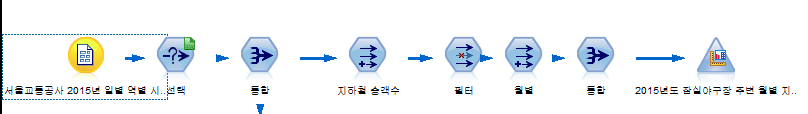 서울교통공사 2015년 일별 역별 시... 선택 통합 지하철 승객수 필터 월별 통합 2015년도 잠실야구장 주변 월별 지...